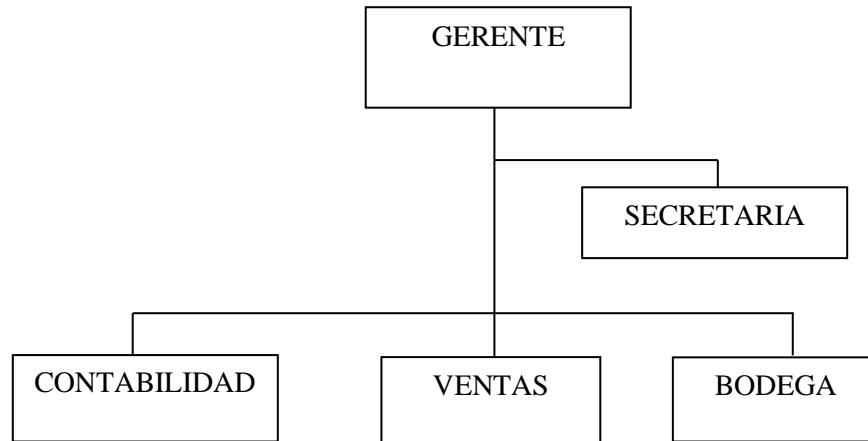 GERENTE
SECRETARIA
CONTABILIDAD
VENTAS
BODEGA